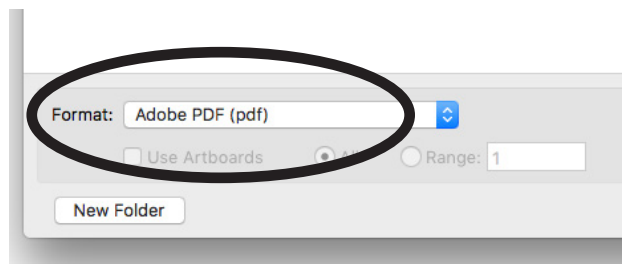 Format: Adobe PDF (pdf)
Use Artboards All Range: 1
New Folder